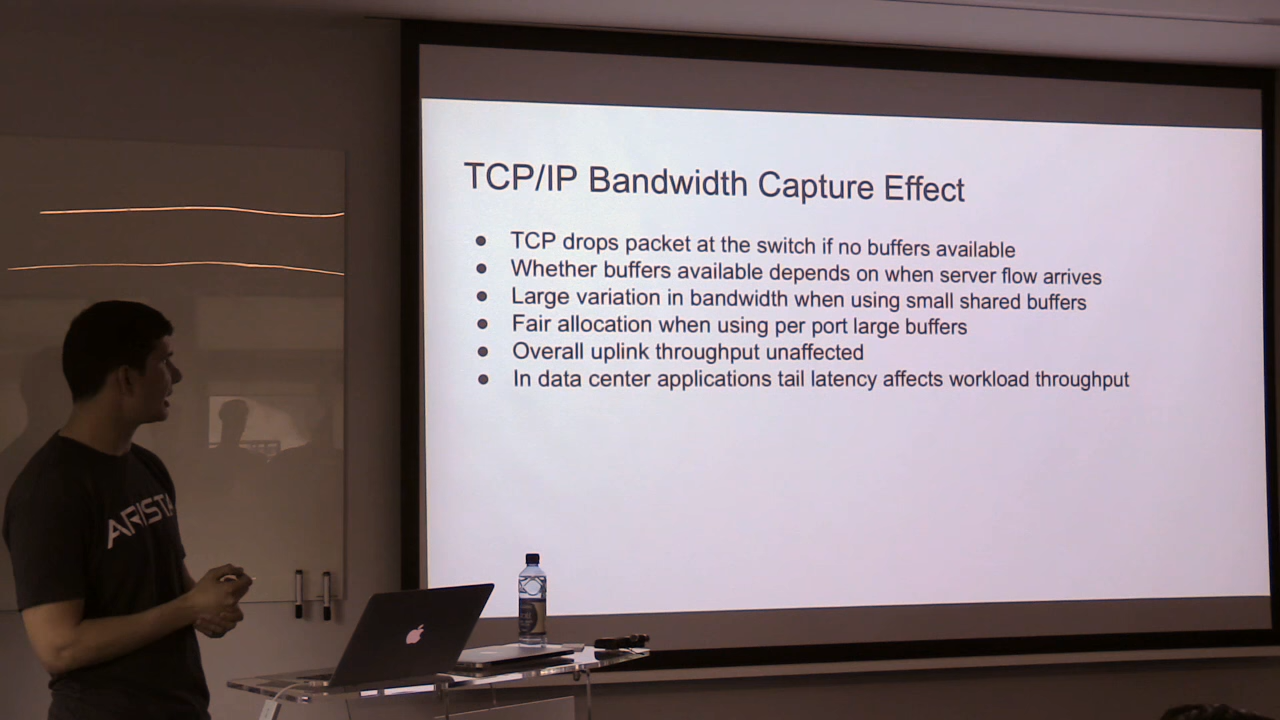 TCP/IP Bandwidth Capture Effect
● TCP drops packet at the switch if no buffers available
● Whether buffers available depends on when server flow arrives
● Large variation in bandwidth when using small shared buffers
● Fair allocation when using per port large buffers
● Overall uplink throughput unaffected
● In data center applications tail latency affects workload throughput
ARISTA